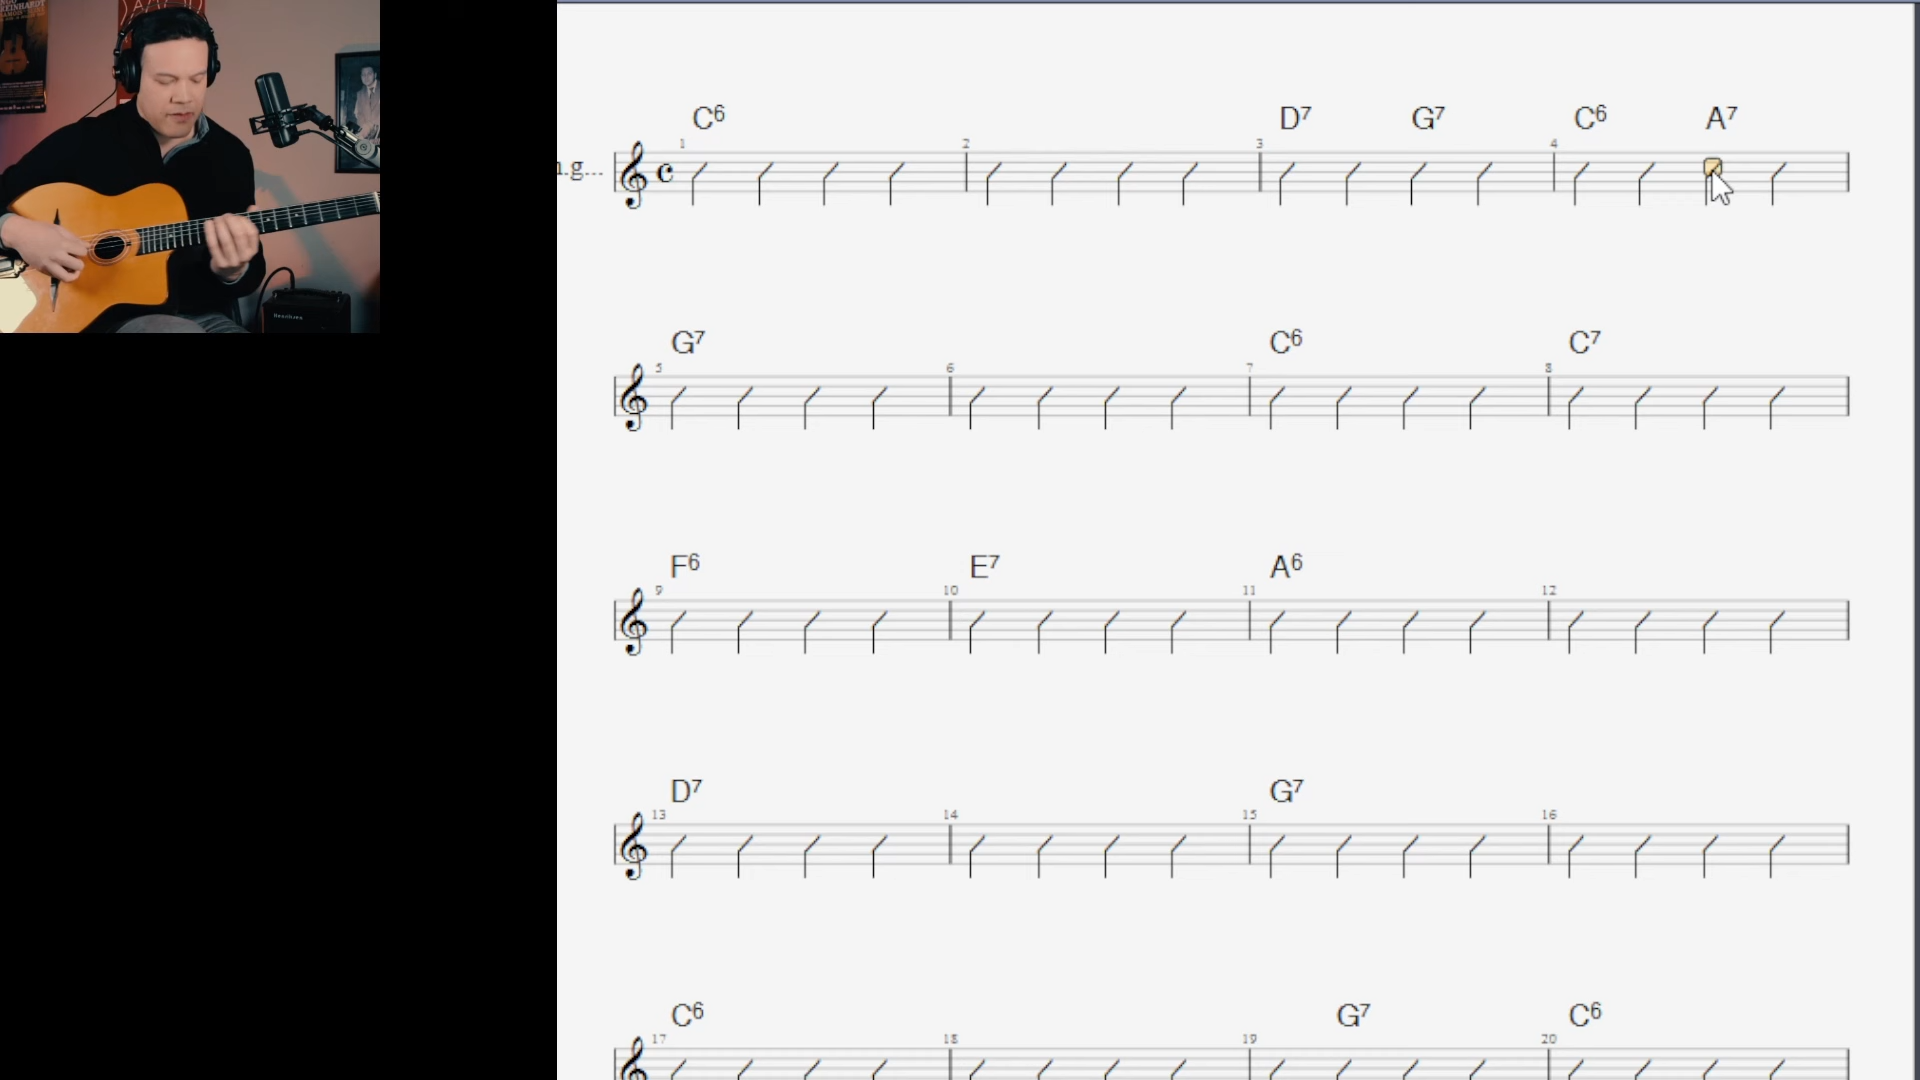 C6 D7 G7 C6 A7
1 2 3 4
G7 C6 C7
5 6 7 8
F6 E7 A6
9 10 11 12
D7 G7
13 14 15 16
C6 G7 C6
17 18 19 20